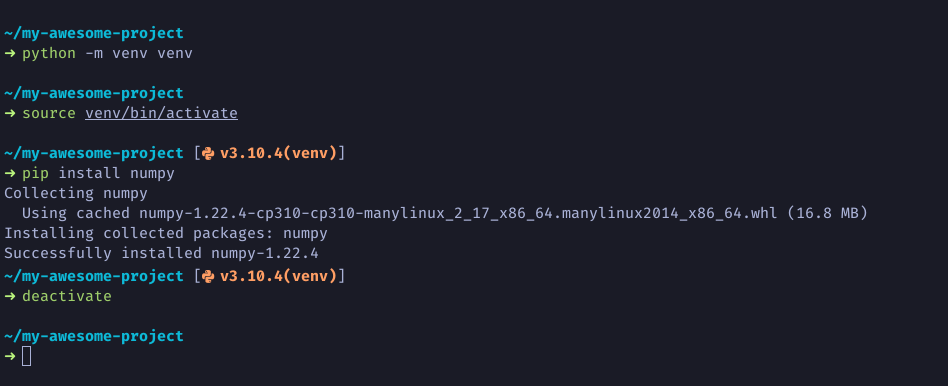 ~/my-awesome-project
➜ python -m venv venv
~/my-awesome-project
➜ source venv/bin/activate
~/my-awesome-project [v3.10.4(venv)]
➜ pip install numpy
Collecting numpy
  Using cached numpy-1.22.4-cp310-cp310-manylinux_2_17_x86_64.manylinux2014_x86_64.whl (16.8 MB)
Installing collected packages: numpy
Successfully installed numpy-1.22.4
~/my-awesome-project [v3.10.4(venv)]
➜ deactivate
~/my-awesome-project
➜